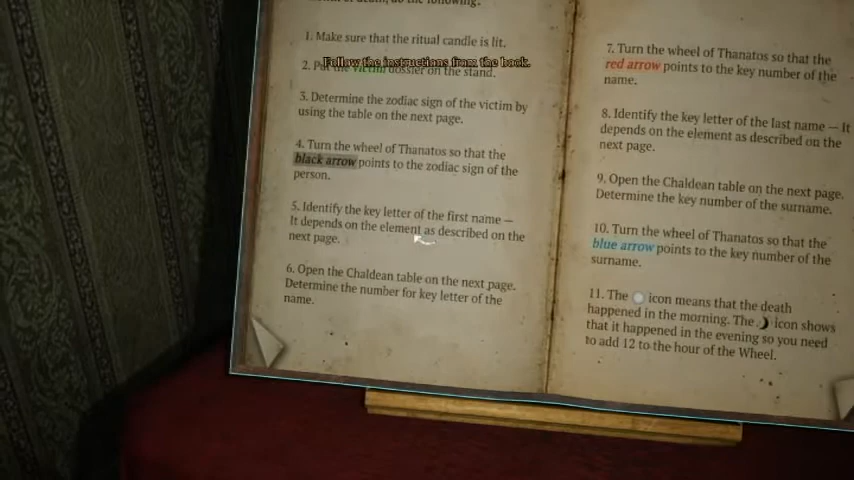 1. Make sure that the ritual candle is lit.
Follow the instructions from the book.
2. Put the victim dossier on the stand.
3. Determine the zodiac sign of the victim by
using the table on the next page.
4. Turn the wheel of Thanatos so that the
black arrow points to the zodiac sign of the
person.
5. Identify the key letter of the first name —
It depends on the element as described on the
next page.
6. Open the Chaldean table on the next page.
Determine the number for key letter of the
name.
7. Turn the wheel of Thanatos so that the
red arrow points to the key number of the
name.
8. Identify the key letter of the last name — It
depends on the element as described on the
next page.
9. Open the Chaldean table on the next page.
Determine the key number of the surname.
10. Turn the wheel of Thanatos so that the
blue arrow points to the key number of the
surname.
11. The icon means that the death
happened in the morning. The icon shows
that it happened in the evening so you need
to add 12 to the hour of the Wheel.